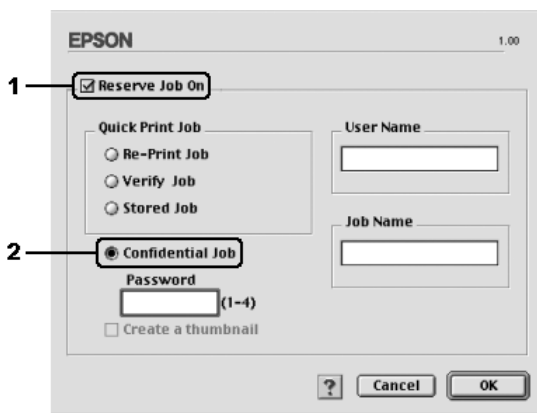 EPSON
1.00
1
Reserve Job On
Quick Print Job
Re-Print Job
Verify Job
Stored Job
User Name
Job Name
2
Confidential Job
Password
(1-4)
Create a thumbnail
?
Cancel
OK